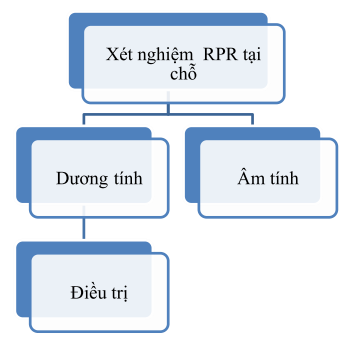 Xét nghiệm RPR tại
chỗ
Dương tính
Âm tính
Điều trị